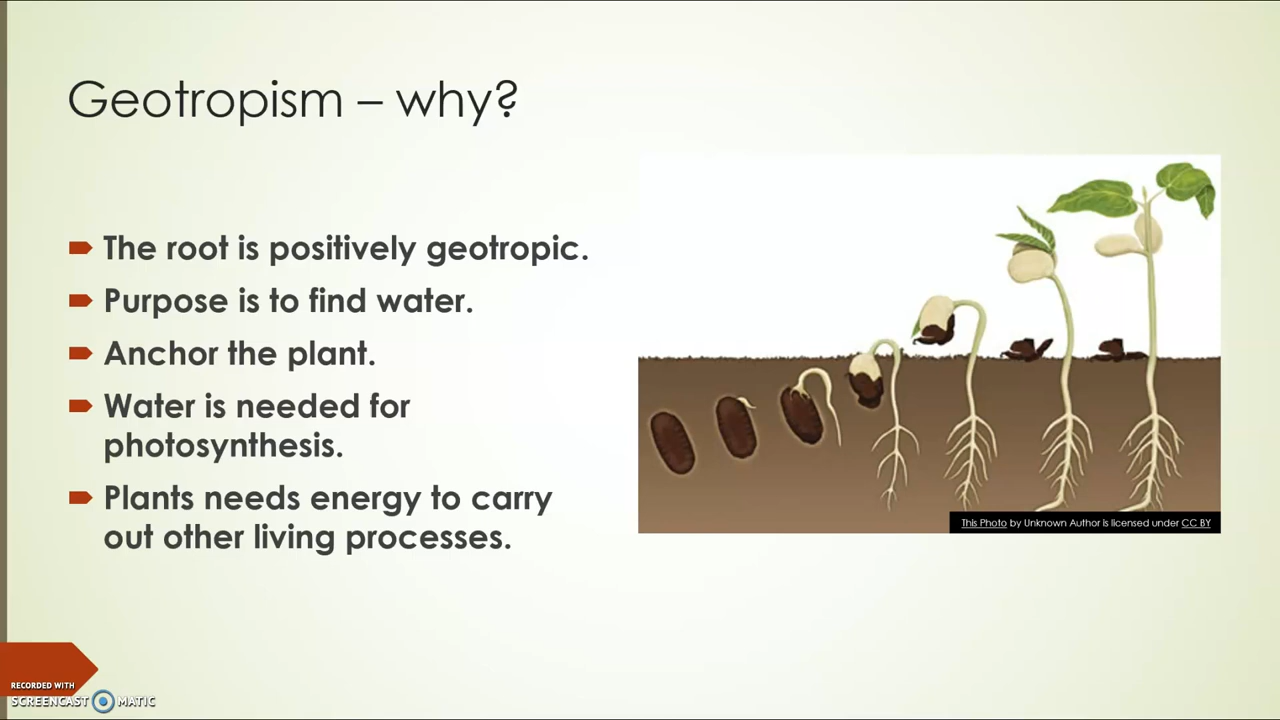 Geotropism – why?
The root is positively geotropic.
Purpose is to find water.
Anchor the plant.
Water is needed for
photosynthesis.
Plants needs energy to carry
out other living processes.
This Photo by Unknown Author is licensed under CC BY
RECORDED WITH
SCREENCAST MATIC